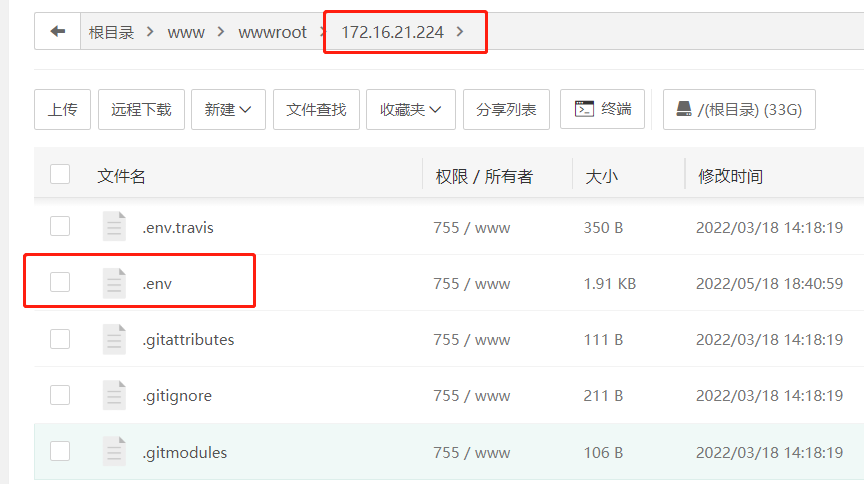 根目录 > www > wwwroot > 172.16.21.224 >
上传 远程下载 新建 文件查找 收藏夹 分享列表 终端 /(根目录) (33G)
文件名 权限 / 所有者 大小 修改时间
.env.travis 755 / www 350 B 2022/03/18 14:18:19
.env 755 / www 1.91 KB 2022/05/18 18:40:59
.gitattributes 755 / www 111 B 2022/03/18 14:18:19
.gitignore 755 / www 211 B 2022/03/18 14:18:19
.gitmodules 755 / www 106 B 2022/03/18 14:18:19